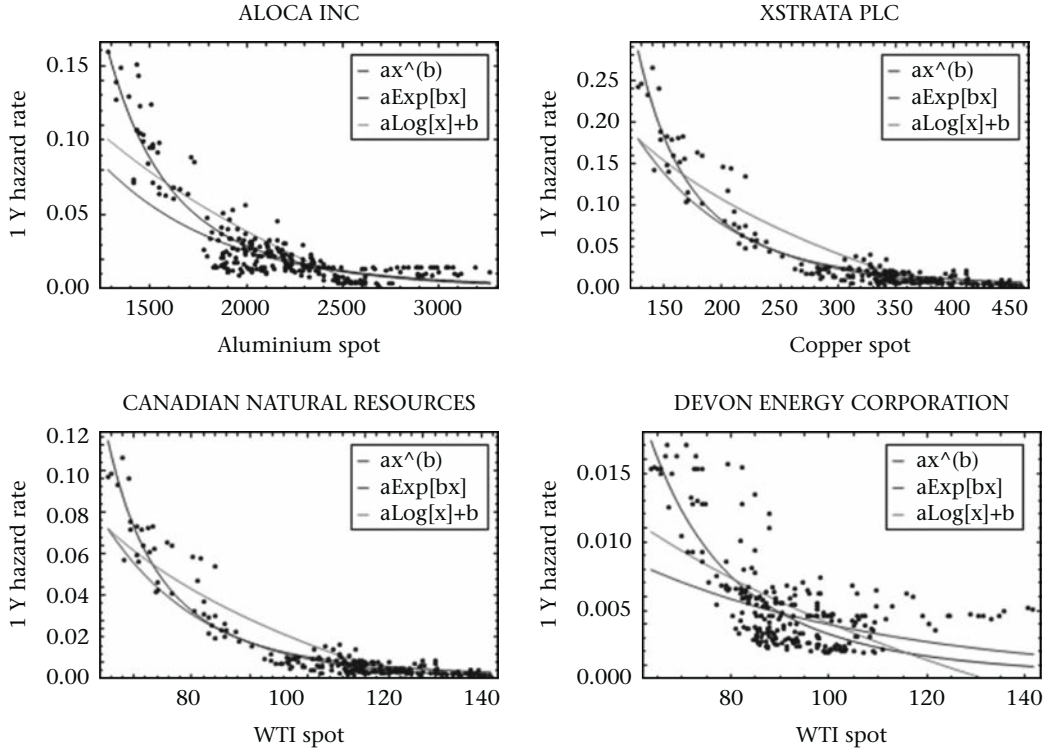 ALOCA INC
1 Y hazard rate
0.15
0.10
0.05
0.00
ax^(b)
aExp[bx]
aLog[x]+b
1500 2000 2500 3000
Aluminium spot
XSTRATA PLC
1 Y hazard rate
0.25
0.20
0.15
0.10
0.05
0.00
ax^(b)
aExp[bx]
aLog[x]+b
150 200 250 300 350 400 450
Copper spot
CANADIAN NATURAL RESOURCES
1 Y hazard rate
0.12
0.10
0.08
0.06
0.04
0.02
0.00
ax^(b)
aExp[bx]
aLog[x]+b
80 100 120 140
WTI spot
DEVON ENERGY CORPORATION
1 Y hazard rate
0.015
0.010
0.005
0.000
ax^(b)
aExp[bx]
aLog[x]+b
80 100 120 140
WTI spot